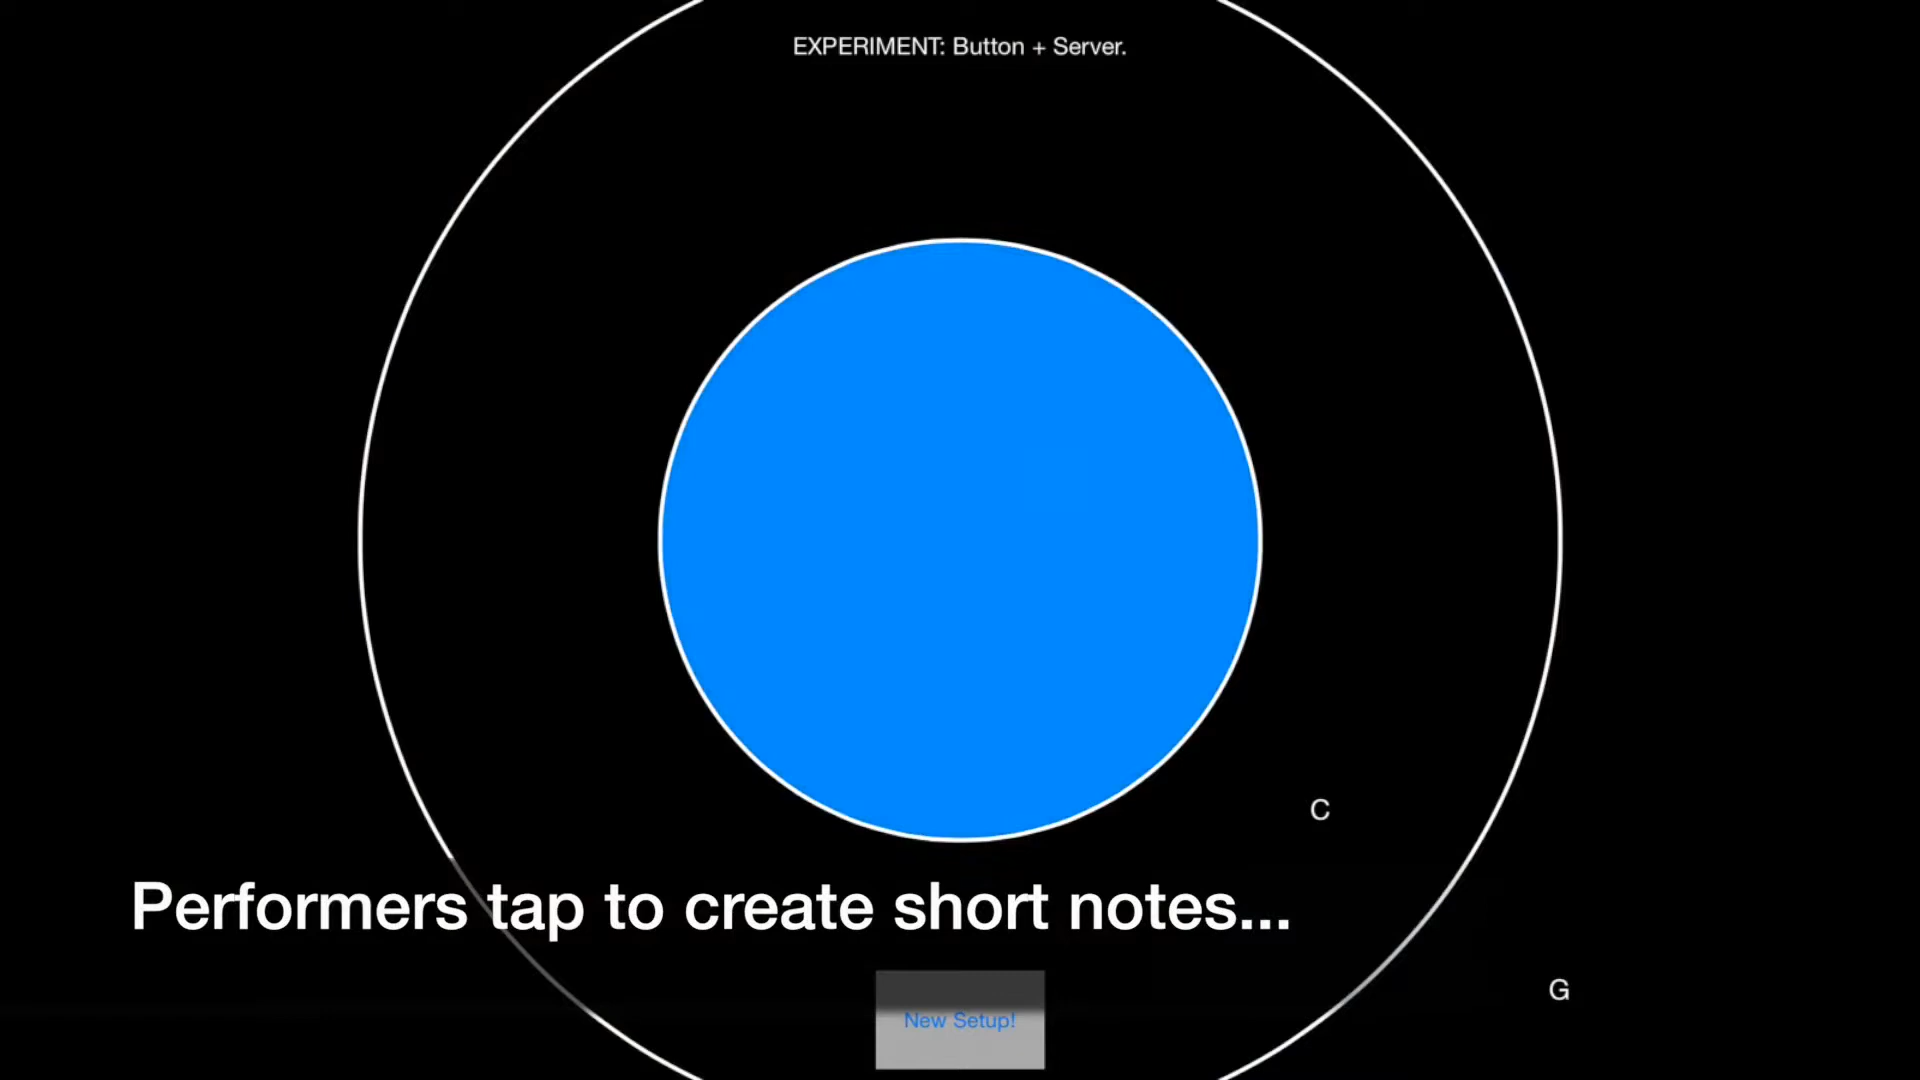 EXPERIMENT: Button + Server.
C
Performers tap to create short notes...
G
New Setup!